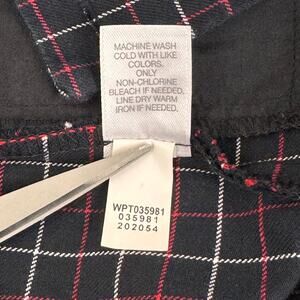 MACHINE WASH
COLD WITH LIKE
COLORS.
ONLY
NON-CHLORINE
BLEACH IF NEEDED.
LINE DRY WARM
IRON IF NEEDED.
WPT035981
035981
202054